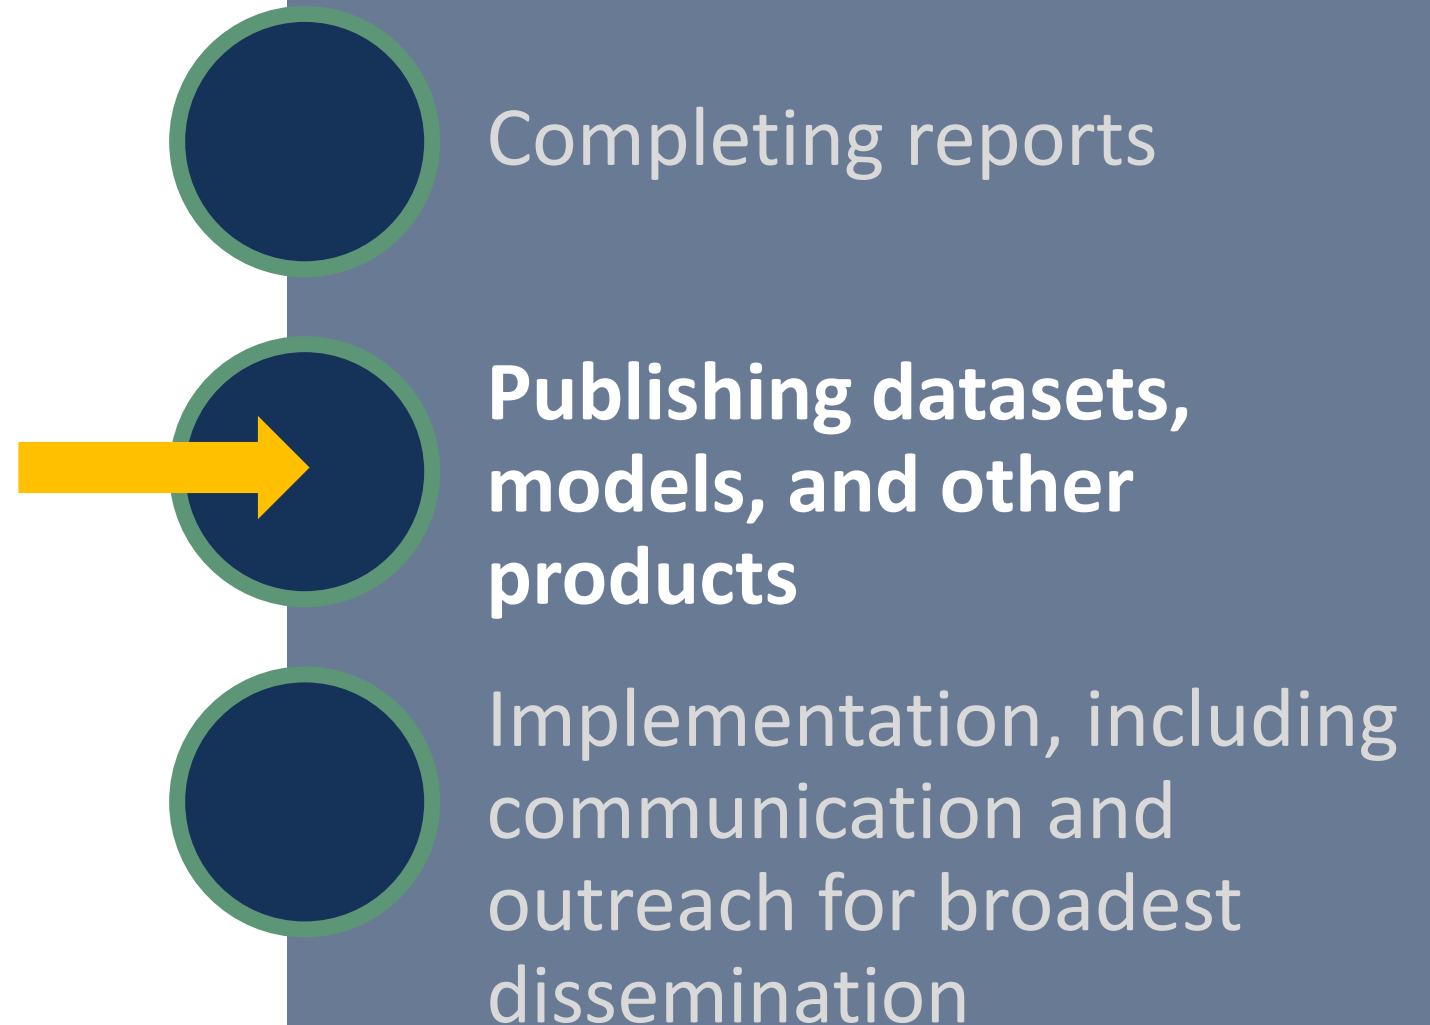 Completing reports
Publishing datasets,
models, and other
products
Implementation, including
communication and
outreach for broadest
dissemination